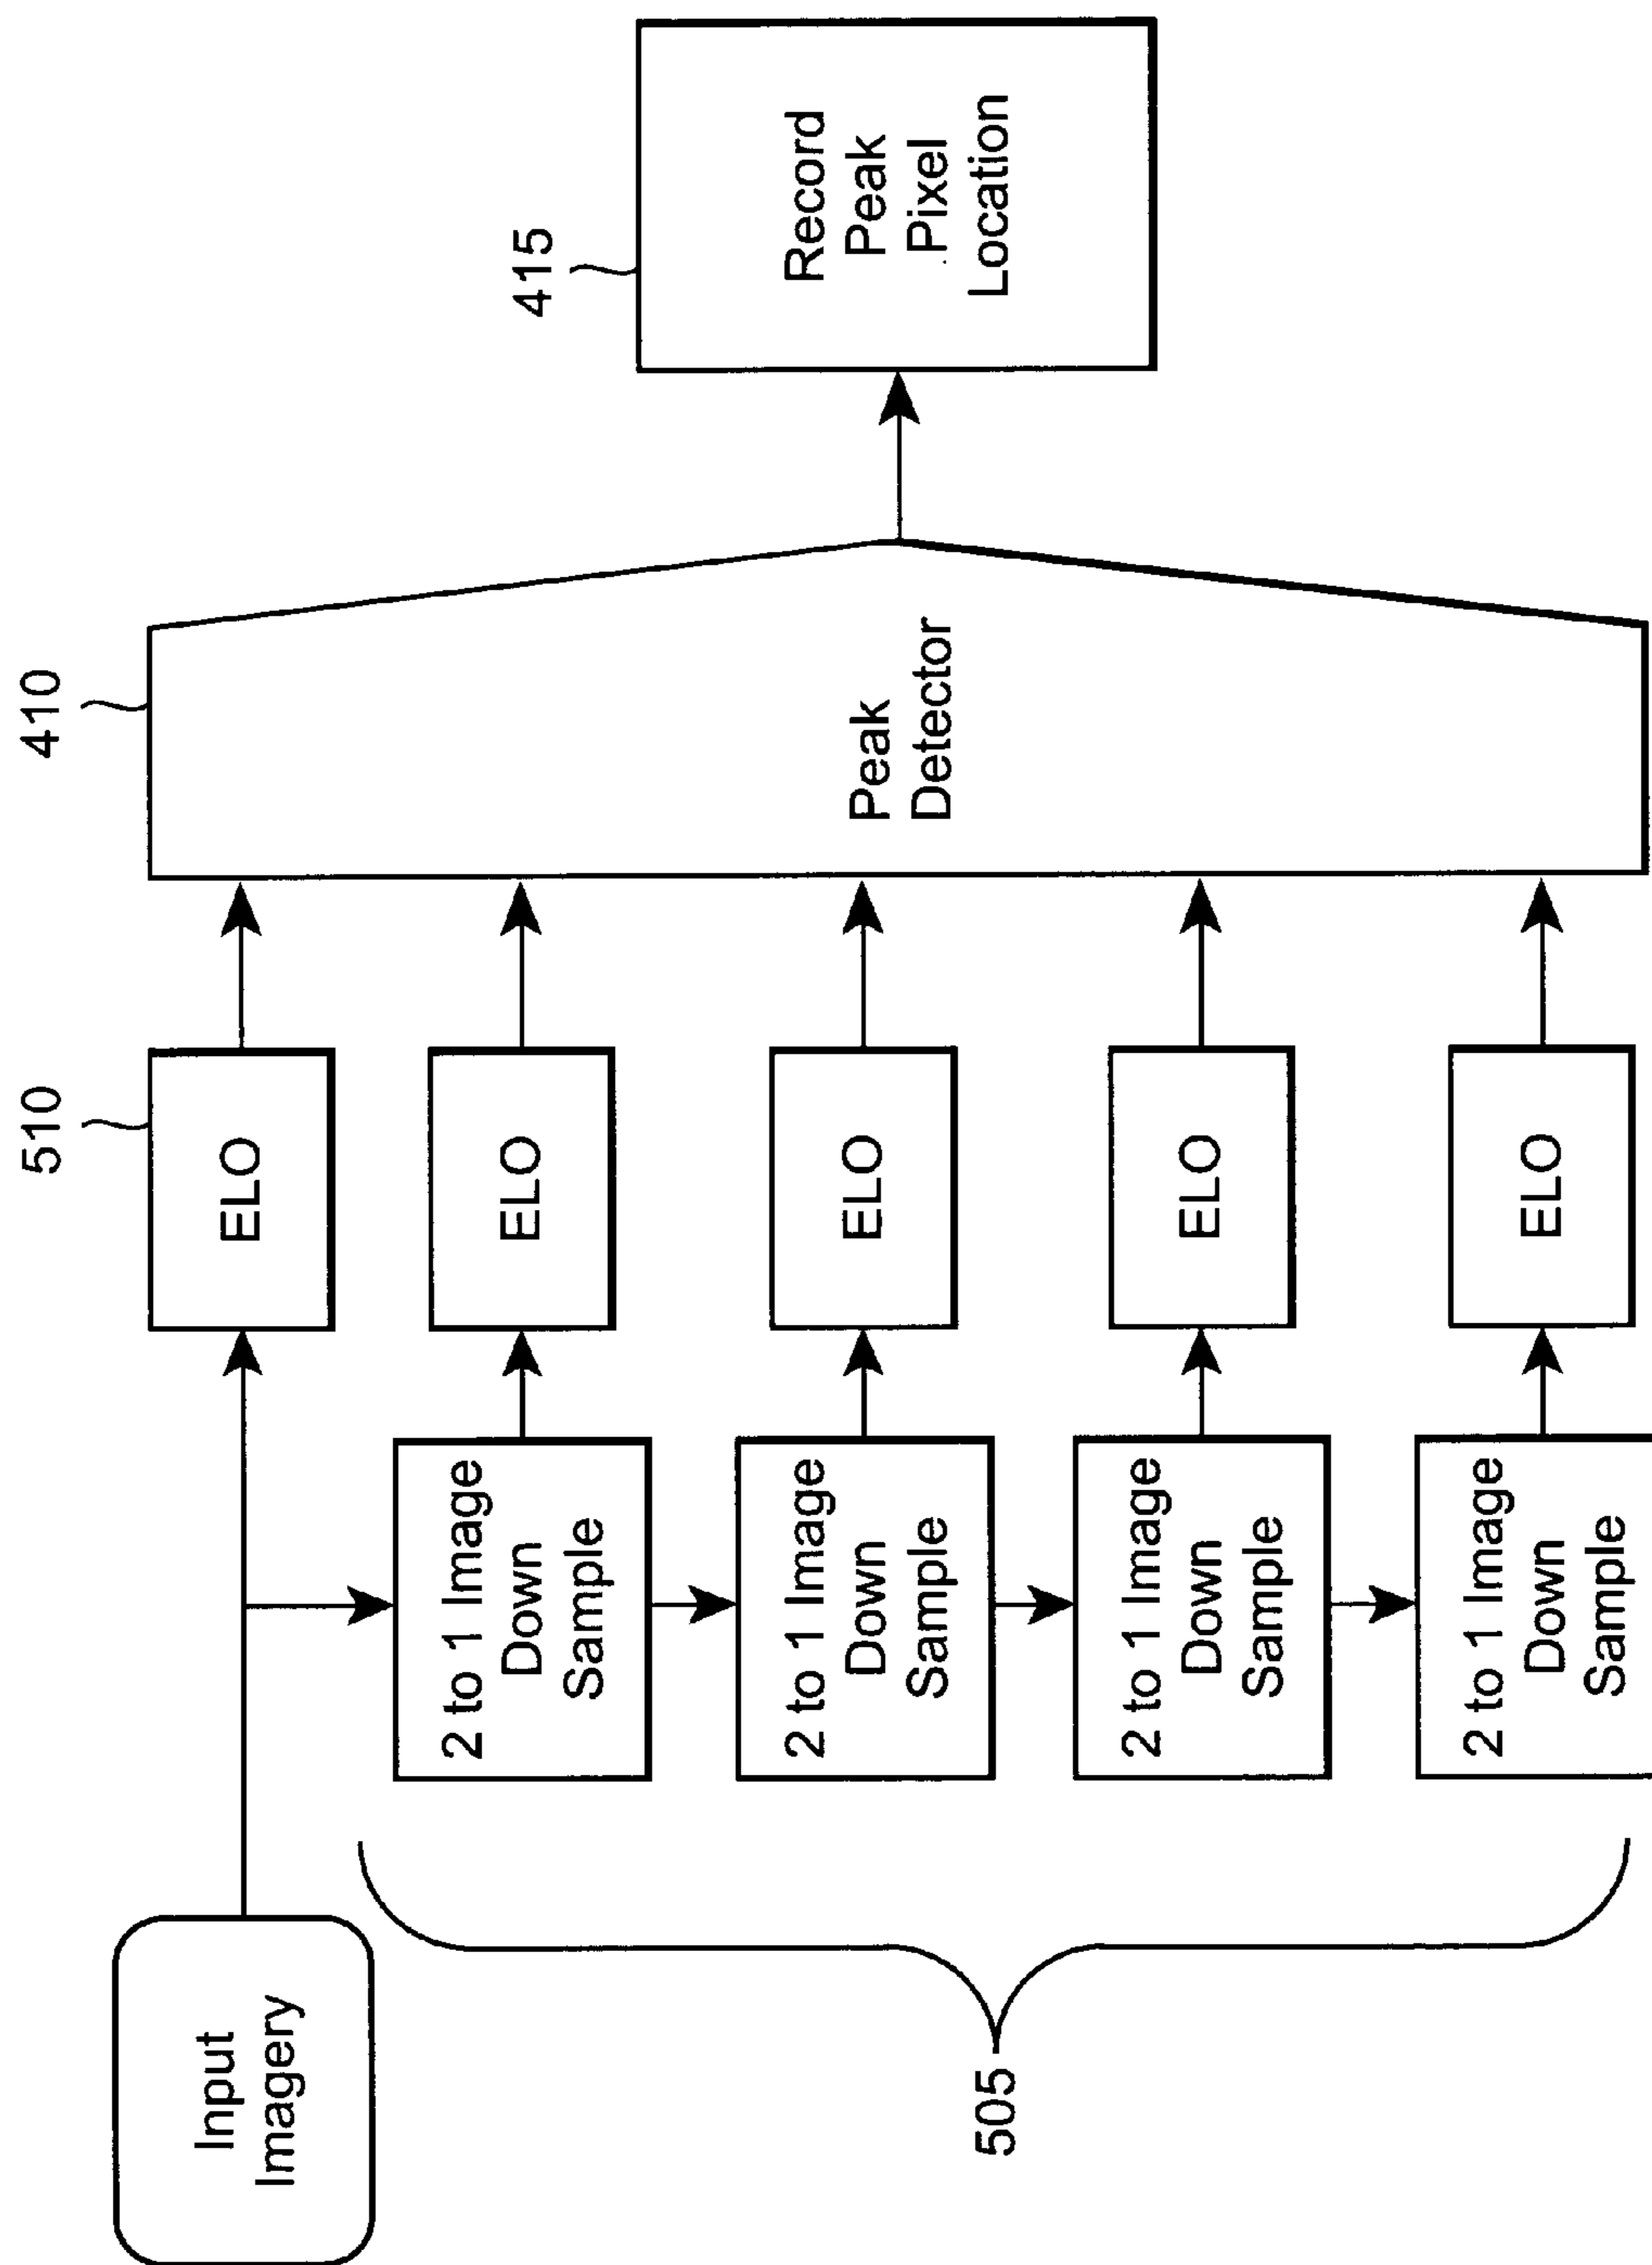 Input
Imagery
505
2 to 1 Image
Down
Sample
2 to 1 Image
Down
Sample
2 to 1 Image
Down
Sample
2 to 1 Image
Down
Sample
510
ELO
ELO
ELO
ELO
ELO
410
Peak
Detector
415
Record
Peak
Pixel
Location